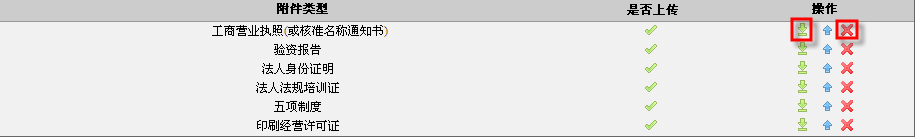 附件类型 是否上传 操作
工商营业执照(或核准名称通知书)
验资报告
法人身份证明
法人法规培训证
五项制度
印刷经营许可证